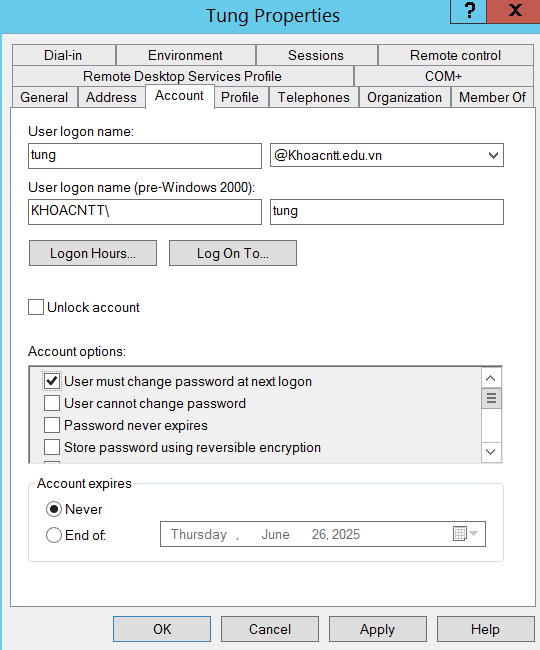 Tung Properties
? X
Dial-in Environment Sessions Remote control
Remote Desktop Services Profile COM+
General Address Account Profile Telephones Organization Member Of
User logon name:
tung @Khoacntt.edu.vn
User logon name (pre-Windows 2000):
KHOACNTT\ tung
Logon Hours... Log On To...
Unlock account
Account options:
User must change password at next logon
User cannot change password
Password never expires
Store password using reversible encryption
Account expires
Never
End of: Thursday , June 26, 2025
OK Cancel Apply Help